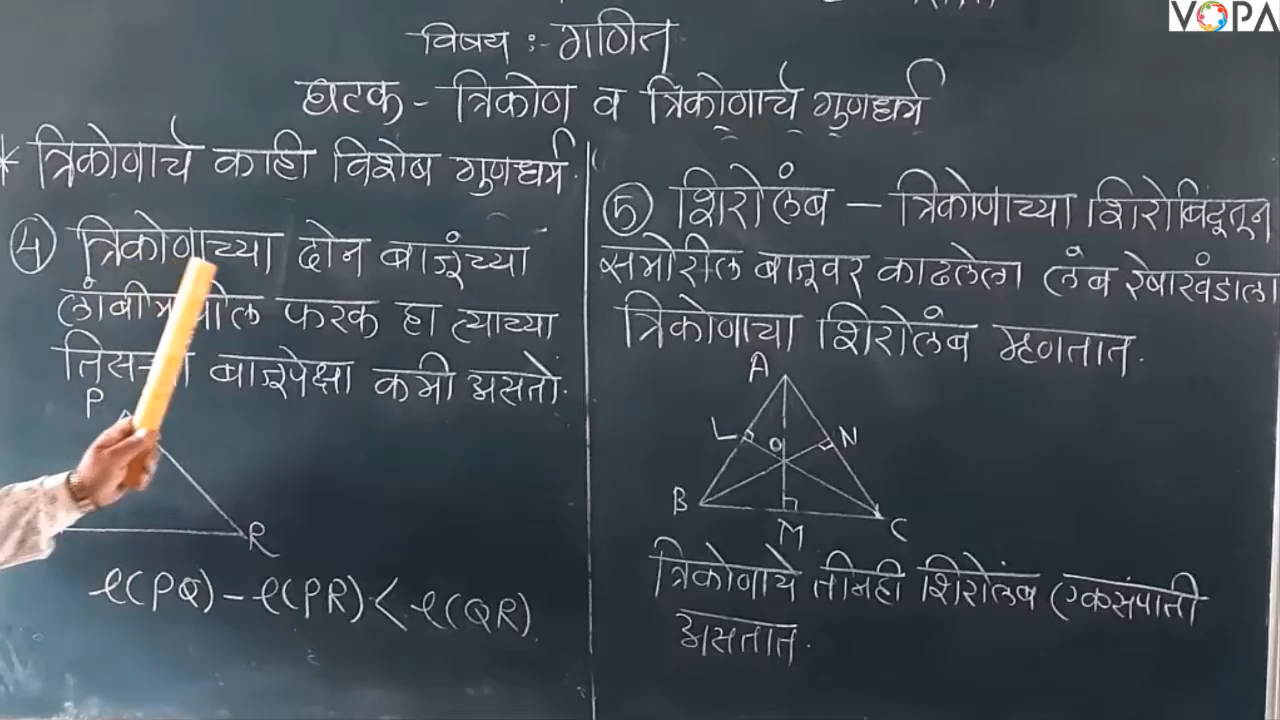 VOPA
विषय :- गणित
घटक - त्रिकोण व त्रिकोणाचे गुणधर्म
* त्रिकोणाचे काही विशेष गुणधर्म.
④ त्रिकोणाच्या दोन बाजूंच्या
फरक हा त्याच्या
बाजूपेक्षा कमी असतो.
P
R
l(PQ) - l(PR) < l(QR).
⑤ शिरोलंब – त्रिकोणाच्या शिरोबिंदूतून
समोरील बाजूवर काढलेला लंब रेषाखंडाला
त्रिकोणाचा शिरोलंब म्हणतात.
A
L
O
N
B
M
C
त्रिकोणाचे तीनही शिरोलंब एकसंपाती
असतात.